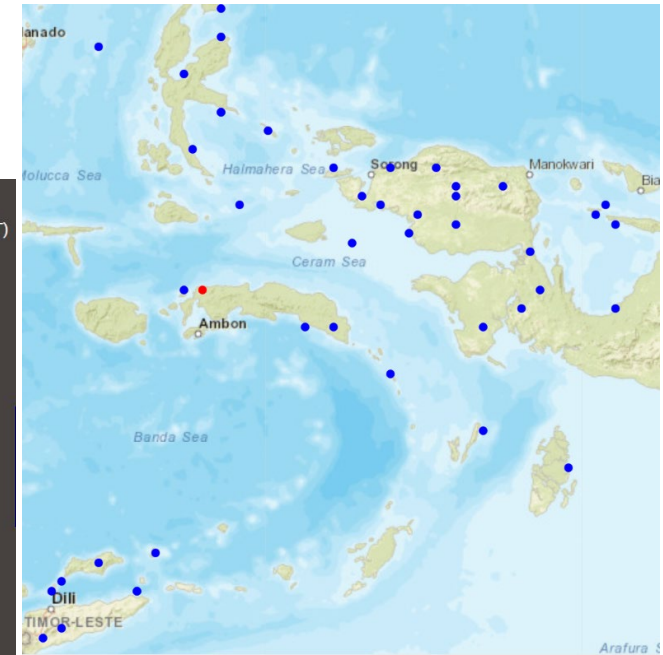 anado
Sorong
Manokwari
Halmahera Sea
Bia
Molucca Sea
T)
Ceram Sea
Ambon
Banda Sea
Dili
TIMOR-LESTE
Arafura S